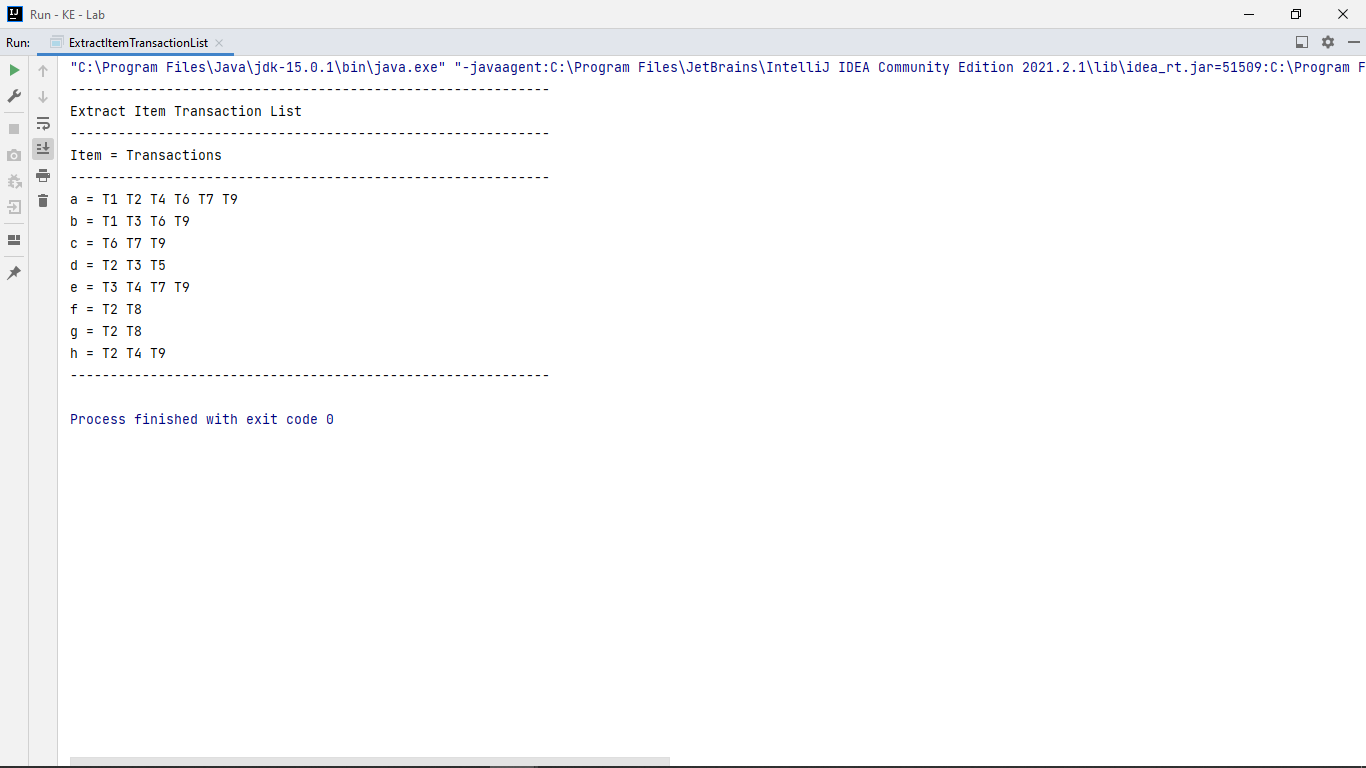 Run - KE - Lab
Run: ExtractItemTransactionList
"C:\Program Files\Java\jdk-15.0.1\bin\java.exe" "-javaagent:C:\Program Files\JetBrains\IntelliJ IDEA Community Edition 2021.2.1\lib\idea_rt.jar=51509:C:\Program F
------------------------------------------------------------
Extract Item Transaction List
------------------------------------------------------------
Item = Transactions
------------------------------------------------------------
a = T1 T2 T4 T6 T7 T9
b = T1 T3 T6 T9
c = T6 T7 T9
d = T2 T3 T5
e = T3 T4 T7 T9
f = T2 T8
g = T2 T8
h = T2 T4 T9
------------------------------------------------------------
Process finished with exit code 0